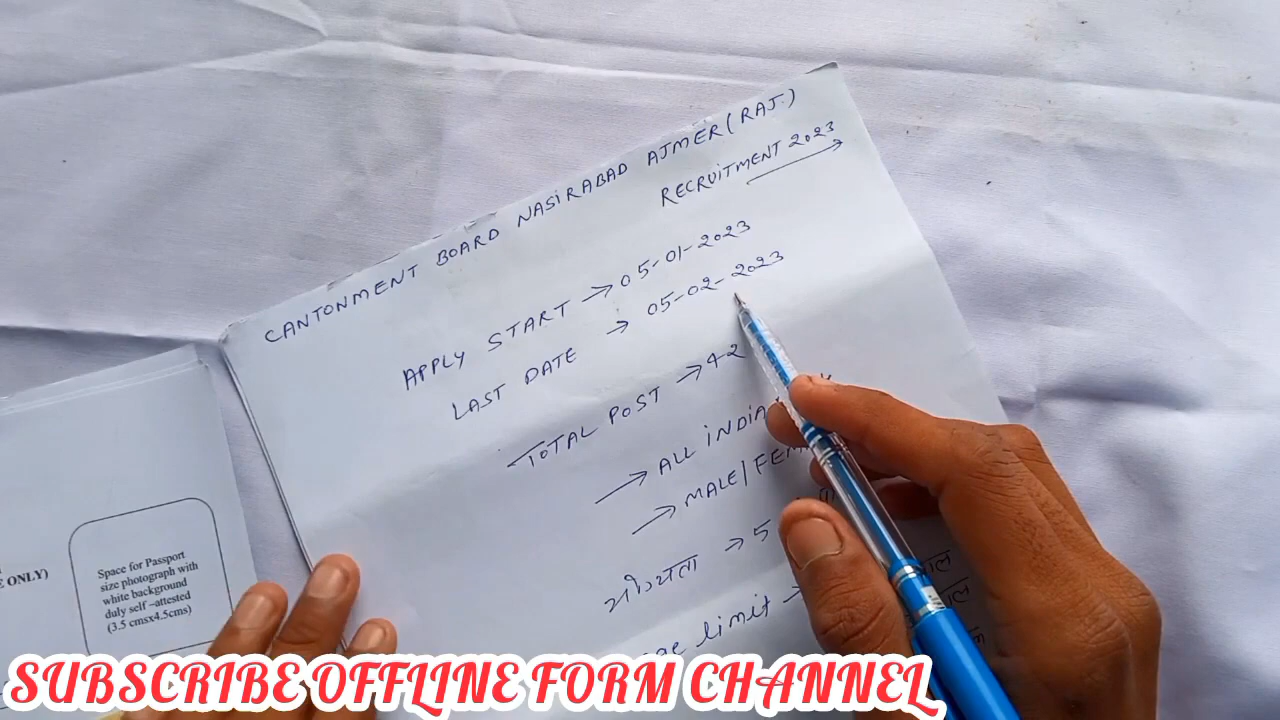 CANTONMENT BOARD NASIRABAD AJMER (RAJ.)
RECRUITMENT 2023
APPLY START → 05-01-2023
LAST DATE → 05-02-2023
TOTAL POST → 42
→ ALL INDIA
→ MALE/FEM
योग्यता → 5
age limit →
E ONLY)
Space for Passport
size photograph with
white background
duly self –attested
(3.5 cmsx4.5cms)
SUBSCRIBE OFFLINE FORM CHANNEL